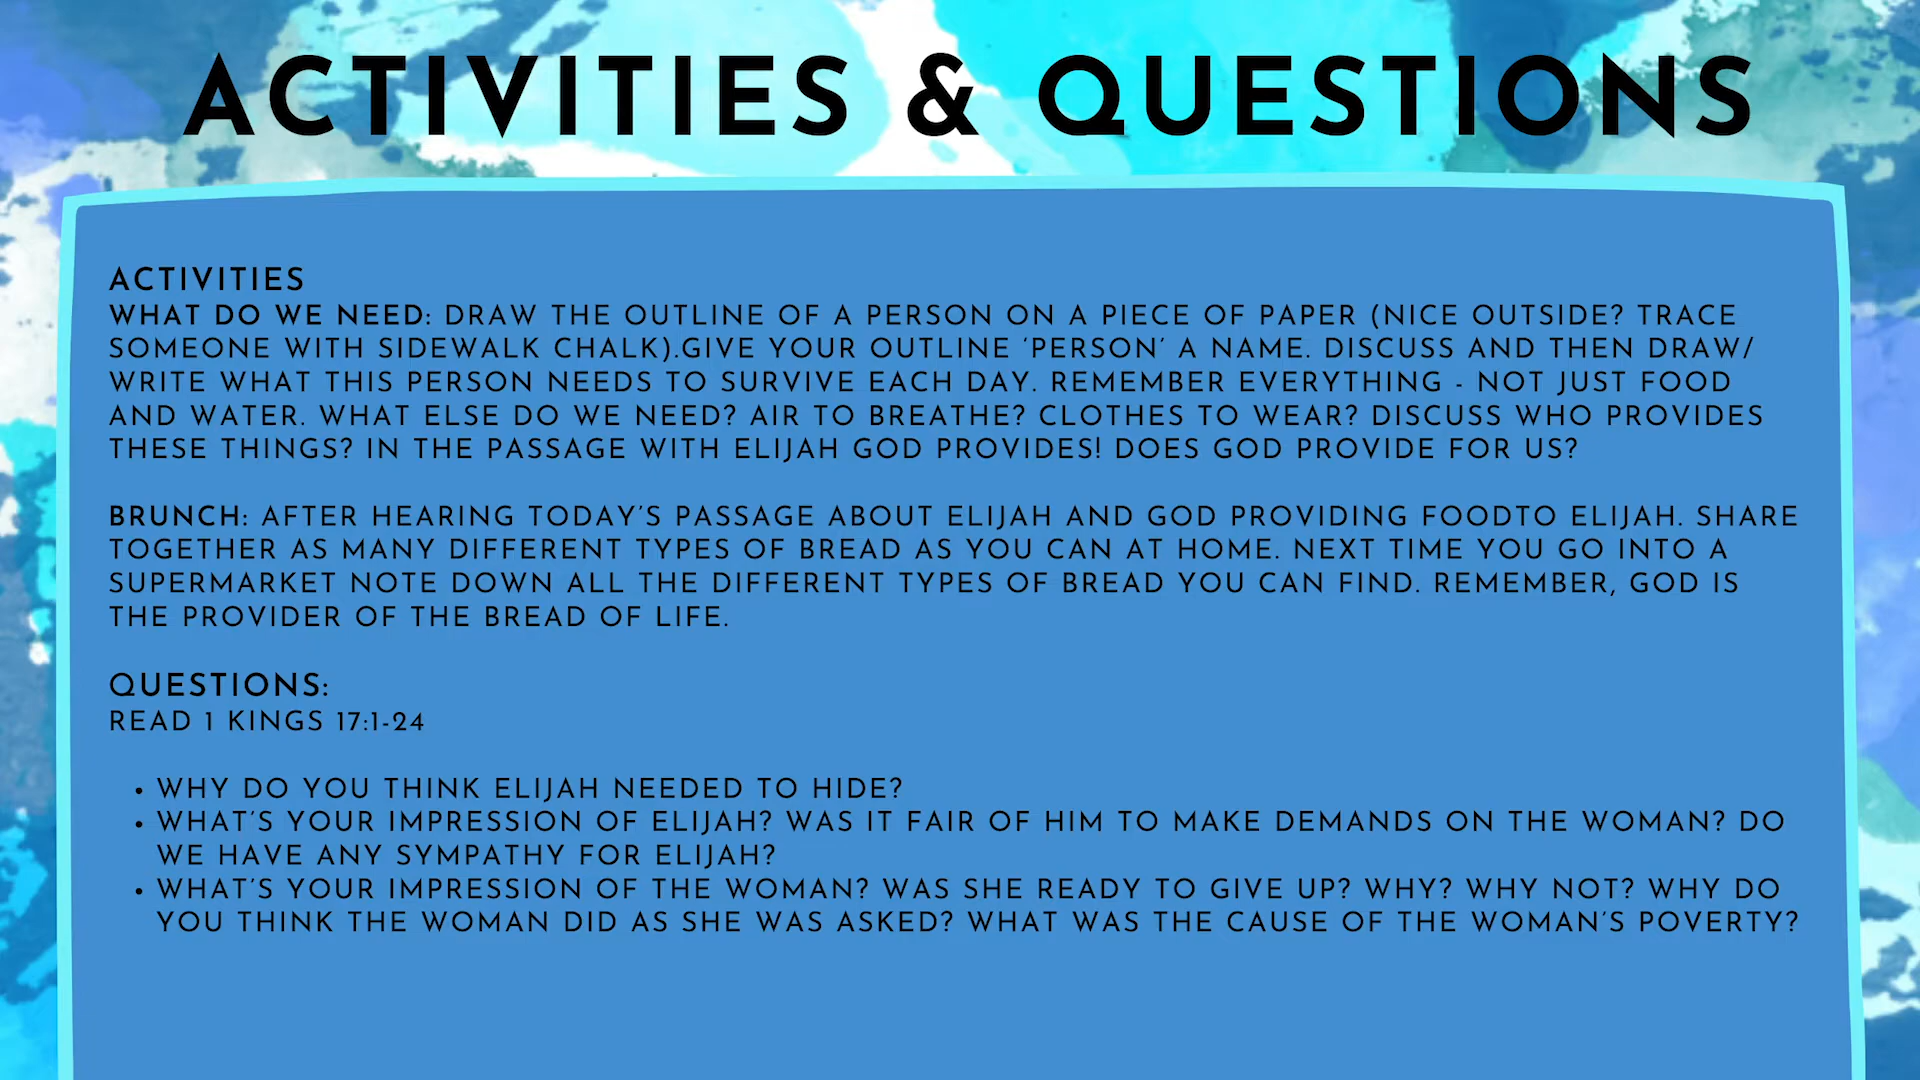 ACTIVITIES & QUESTIONS
ACTIVITIES
WHAT DO WE NEED: DRAW THE OUTLINE OF A PERSON ON A PIECE OF PAPER (NICE OUTSIDE? TRACE
SOMEONE WITH SIDEWALK CHALK).GIVE YOUR OUTLINE ‘PERSON’ A NAME. DISCUSS AND THEN DRAW/
WRITE WHAT THIS PERSON NEEDS TO SURVIVE EACH DAY. REMEMBER EVERYTHING - NOT JUST FOOD
AND WATER. WHAT ELSE DO WE NEED? AIR TO BREATHE? CLOTHES TO WEAR? DISCUSS WHO PROVIDES
THESE THINGS? IN THE PASSAGE WITH ELIJAH GOD PROVIDES! DOES GOD PROVIDE FOR US?
BRUNCH: AFTER HEARING TODAY’S PASSAGE ABOUT ELIJAH AND GOD PROVIDING FOODTO ELIJAH. SHARE
TOGETHER AS MANY DIFFERENT TYPES OF BREAD AS YOU CAN AT HOME. NEXT TIME YOU GO INTO A
SUPERMARKET NOTE DOWN ALL THE DIFFERENT TYPES OF BREAD YOU CAN FIND. REMEMBER, GOD IS
THE PROVIDER OF THE BREAD OF LIFE.
QUESTIONS:
READ 1 KINGS 17:1-24
• WHY DO YOU THINK ELIJAH NEEDED TO HIDE?
• WHAT’S YOUR IMPRESSION OF ELIJAH? WAS IT FAIR OF HIM TO MAKE DEMANDS ON THE WOMAN? DO
WE HAVE ANY SYMPATHY FOR ELIJAH?
• WHAT’S YOUR IMPRESSION OF THE WOMAN? WAS SHE READY TO GIVE UP? WHY? WHY NOT? WHY DO
YOU THINK THE WOMAN DID AS SHE WAS ASKED? WHAT WAS THE CAUSE OF THE WOMAN’S POVERTY?